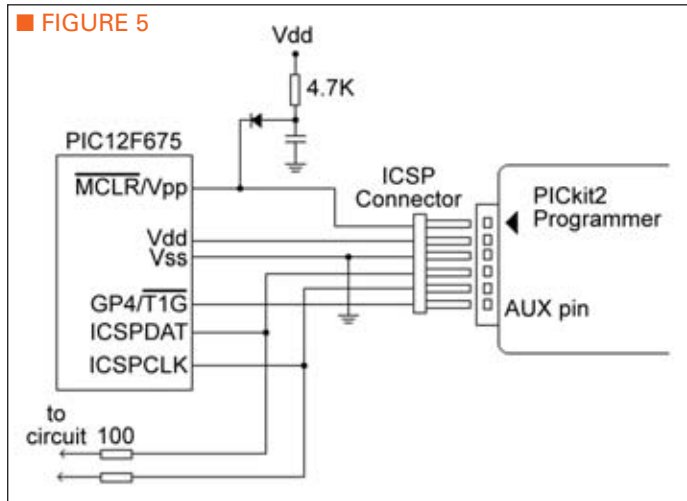 ■ FIGURE 5
Vdd
4.7K
PIC12F675
MCLR/Vpp
ICSP
Connector
PICkit2
Programmer
Vdd
Vss
GP4/T1G
AUX pin
ICSPDAT
ICSPCLK
to
circuit 100